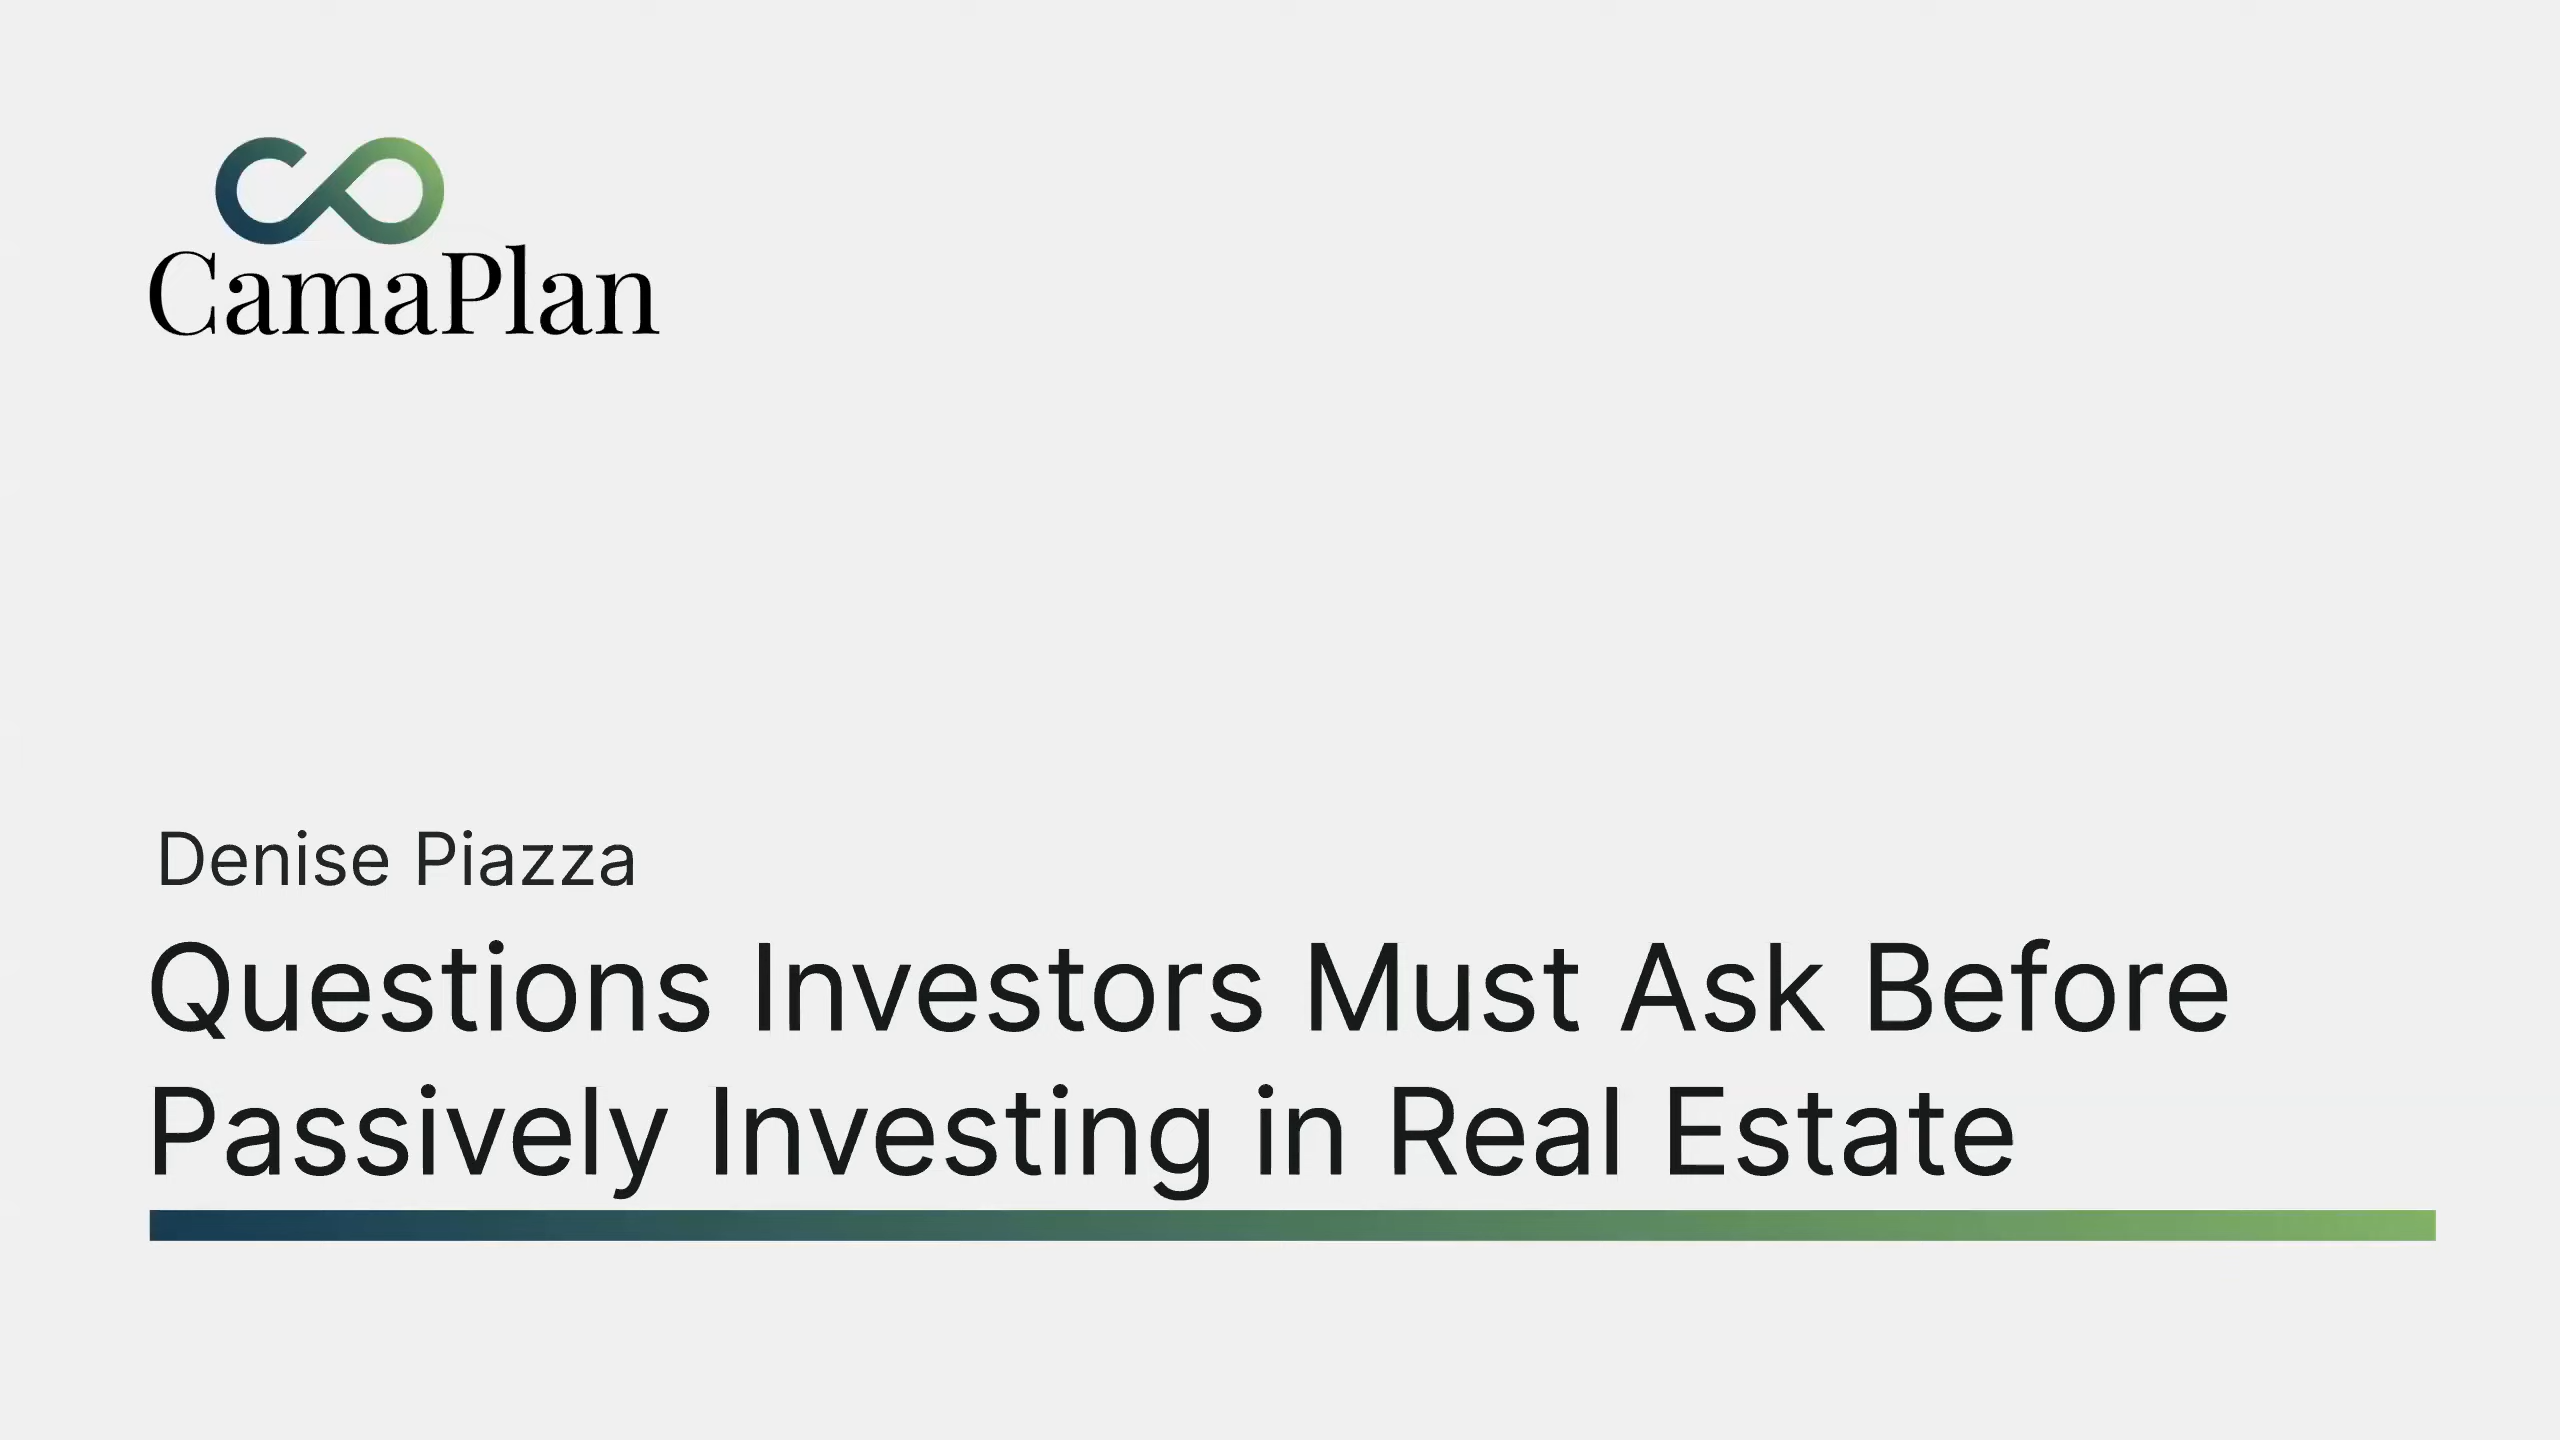 CamaPlan
Denise Piazza
Questions Investors Must Ask Before
Passively Investing in Real Estate